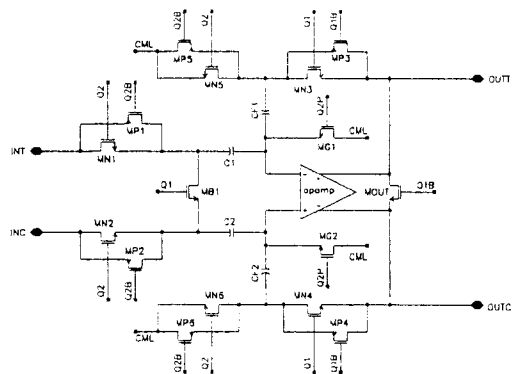 Q2B
Q2
Q1
Q1B
CML
MP5
MN5
MP3
MN3
OUTT
Q2
Q2B
MP1
CF1
Q2P
MG1
CML
INT
MN1
C1
Q1
MB1
opamp
MOUT
Q1B
MN2
C2
INC
MP2
MG2
CML
CF2
Q2P
Q2
Q2B
MN6
MN4
OUTC
CML
MP6
MP4
Q2B
Q2
Q1
Q1B